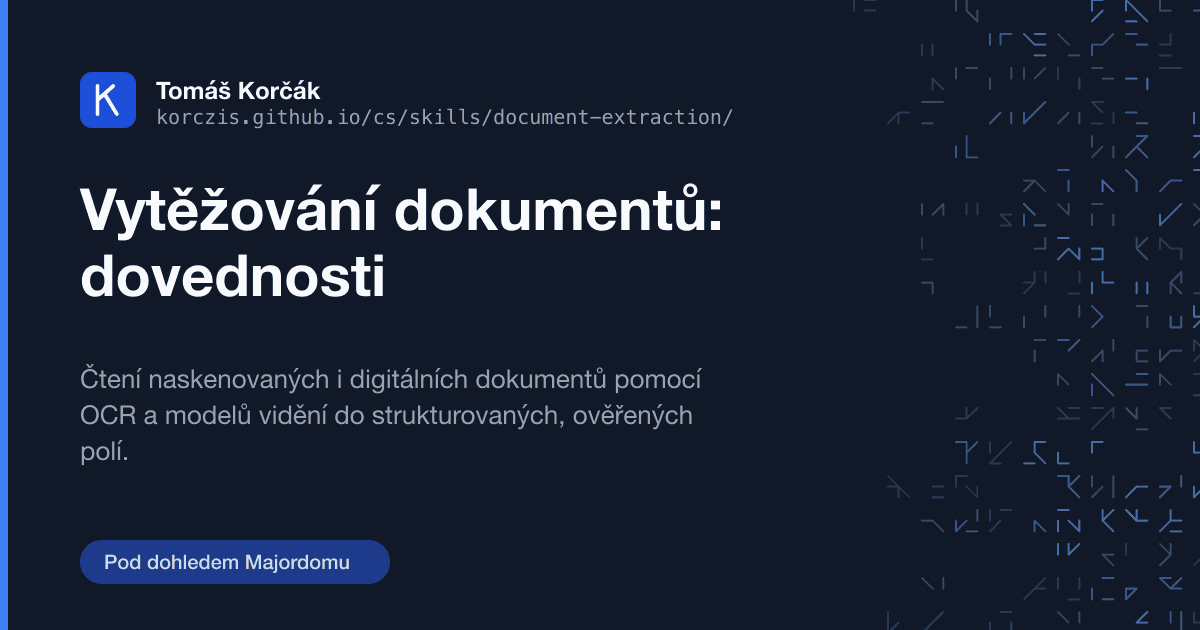 K
Tomáš Korčák
korczis.github.io/cs/skills/document-extraction/
Vytěžování dokumentů:
dovednosti
Čtení naskenovaných i digitálních dokumentů pomocí
OCR a modelů vidění do strukturovaných, ověřených
polí.
Pod dohledem Majordomu